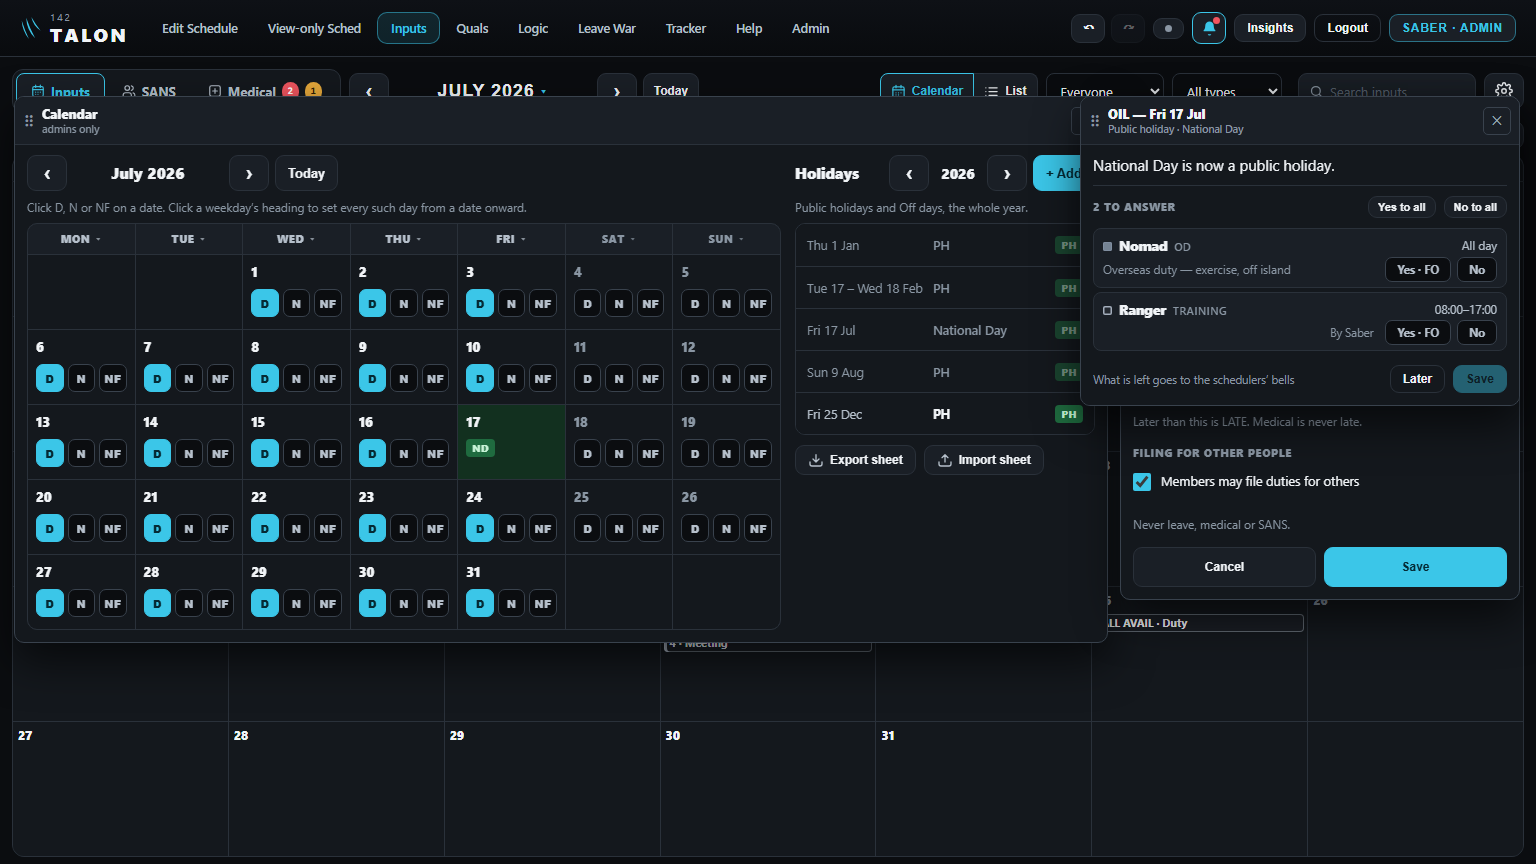 142
TALON
Edit Schedule
View-only Sched
Inputs
Quals
Logic
Leave War
Tracker
Help
Admin
Insights
Logout
SABER · ADMIN
Inputs
SANS
Medical 2 1
JULY 2026
Today
Calendar
List
Everyone
All types
Search inputs
Calendar
admins only
July 2026
Today
Click D, N or NF on a date. Click a weekday's heading to set every such day from a date onward.
MON TUE WED THU FRI SAT SUN
1 2 3 4 5
D N NF D N NF D N NF D N NF D N NF
6 7 8 9 10 11 12
D N NF D N NF D N NF D N NF D N NF D N NF D N NF
13 14 15 16 17 18 19
D N NF D N NF D N NF D N NF ND D N NF D N NF
20 21 22 23 24 25 26
D N NF D N NF D N NF D N NF D N NF D N NF D N NF
27 28 29 30 31
D N NF D N NF D N NF D N NF D N NF
Holidays
2026
+ Add
Public holidays and Off days, the whole year.
Thu 1 Jan PH PH
Tue 17 – Wed 18 Feb PH PH
Fri 17 Jul National Day PH
Sun 9 Aug PH PH
Fri 25 Dec PH PH
Export sheet
Import sheet
OIL — Fri 17 Jul
Public holiday · National Day
National Day is now a public holiday.
2 TO ANSWER
Yes to all
No to all
Nomad OD All day
Overseas duty — exercise, off island Yes · FO No
Ranger TRAINING 08:00–17:00
By Saber Yes · FO No
What is left goes to the schedulers' bells
Later
Save
Later than this is LATE. Medical is never late.
FILING FOR OTHER PEOPLE
Members may file duties for others
Never leave, medical or SANS.
Cancel
Save
26
LL AVAIL · Duty
4 · Meeting
27 28 29 30 31